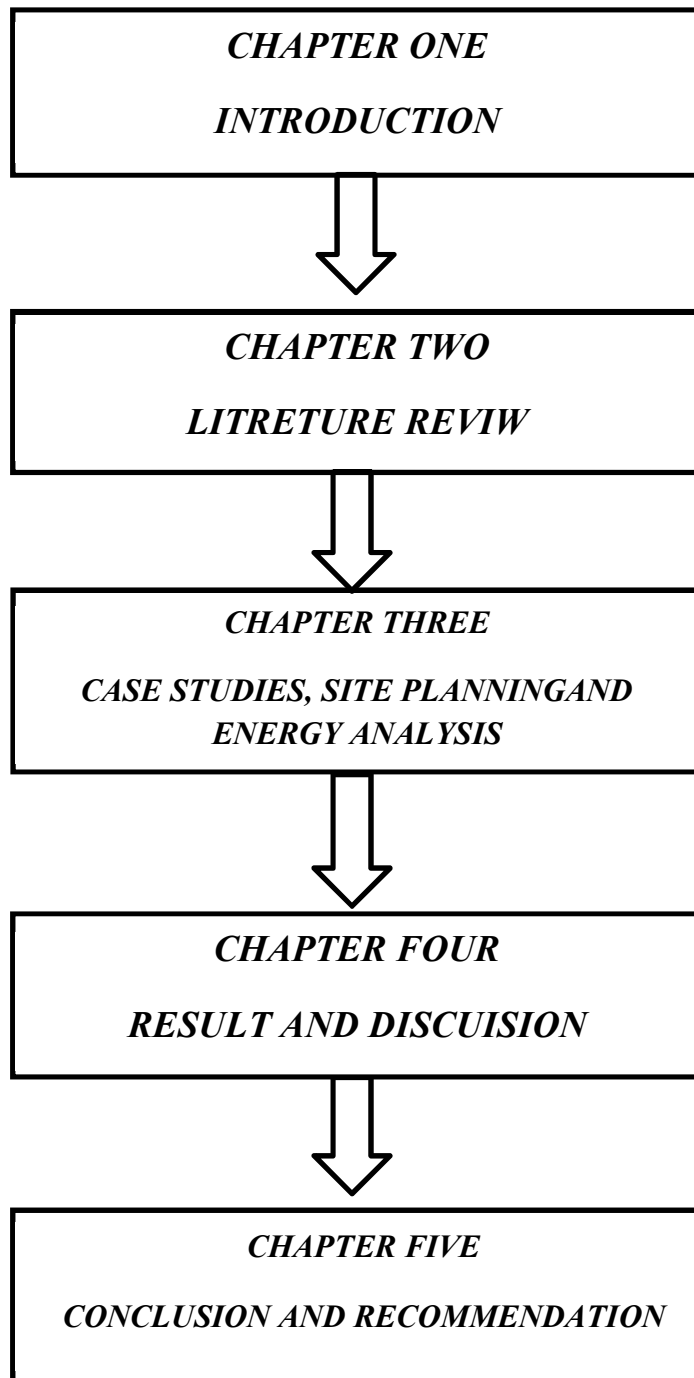 CHAPTER ONE
INTRODUCTION
CHAPTER TWO
LITRETURE REVIW
CHAPTER THREE
CASE STUDIES, SITE PLANNINGAND
ENERGY ANALYSIS
CHAPTER FOUR
RESULT AND DISCUISION
CHAPTER FIVE
CONCLUSION AND RECOMMENDATION